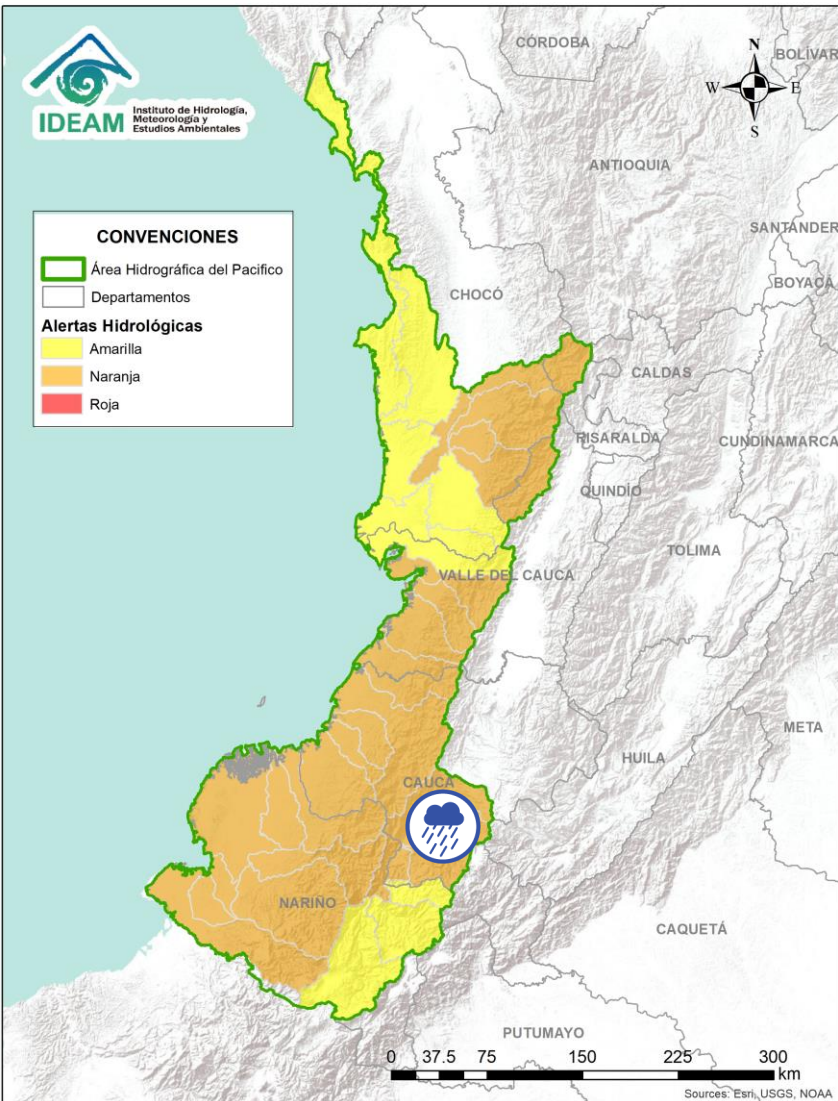 IDEAM
Instituto de Hidrología,
Meteorología y
Estudios Ambientales
CONVENCIONES
Área Hidrográfica del Pacifico
Departamentos
Alertas Hidrológicas
Amarilla
Naranja
Roja
N
W E
S
CÓRDOBA
BOLÍVAR
ANTIOQUIA
SANTANDER
BOYACÁ
CHOCÓ
CALDAS
RISARALDA
CUNDINAMARCA
QUINDÍO
TOLIMA
VALLE DEL CAUCA
META
HUILA
CAUCA
NARIÑO
CAQUETÁ
PUTUMAYO
0 37.5 75 150 225 300
km
Sources: Esri, USGS, NOAA